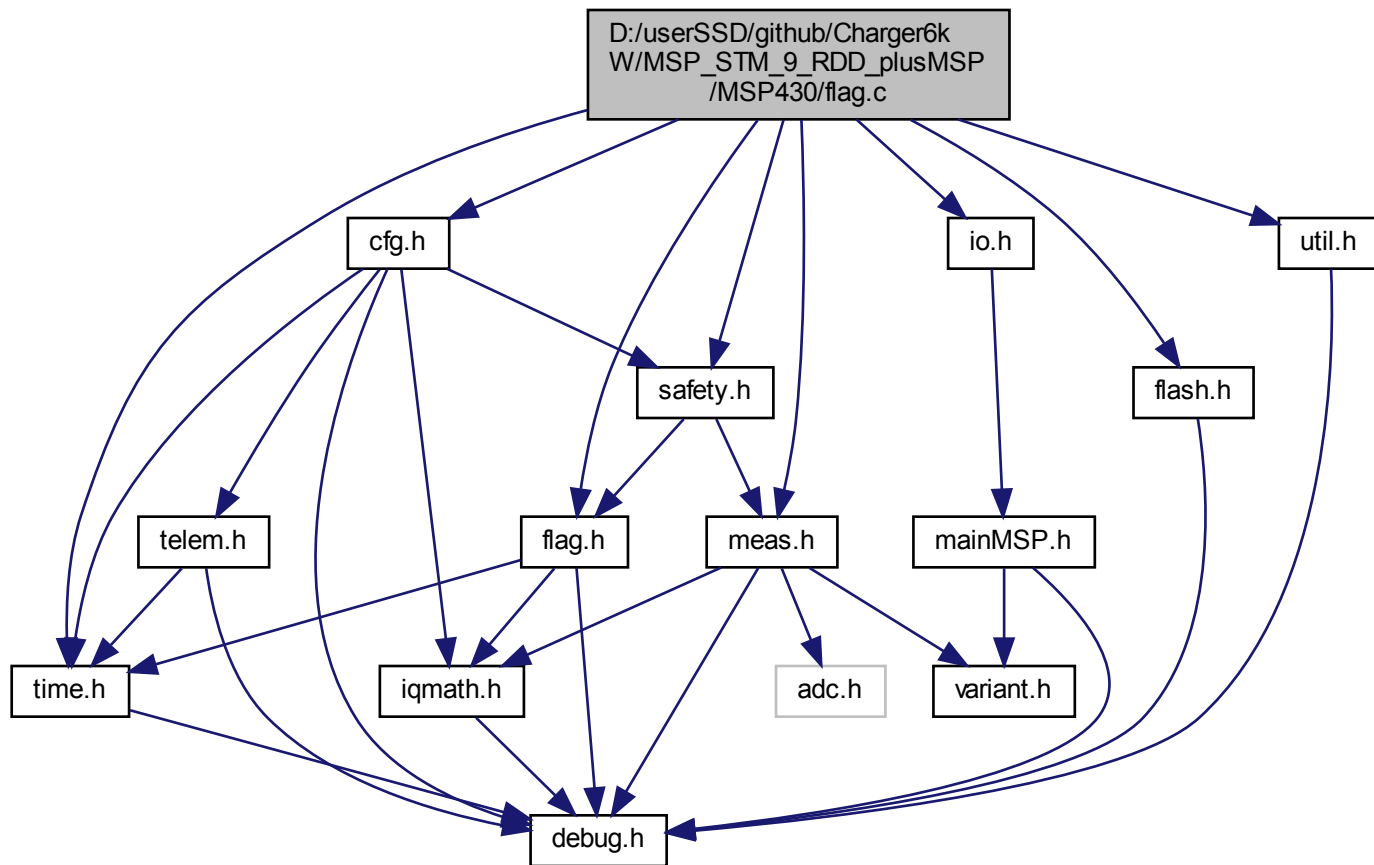 D:/userSSD/github/Charger6k
W/MSP_STM_9_RDD_plusMSP
/MSP430/flag.c
cfg.h
io.h
util.h
safety.h
flash.h
telem.h
flag.h
meas.h
mainMSP.h
time.h
iqmath.h
adc.h
variant.h
debug.h